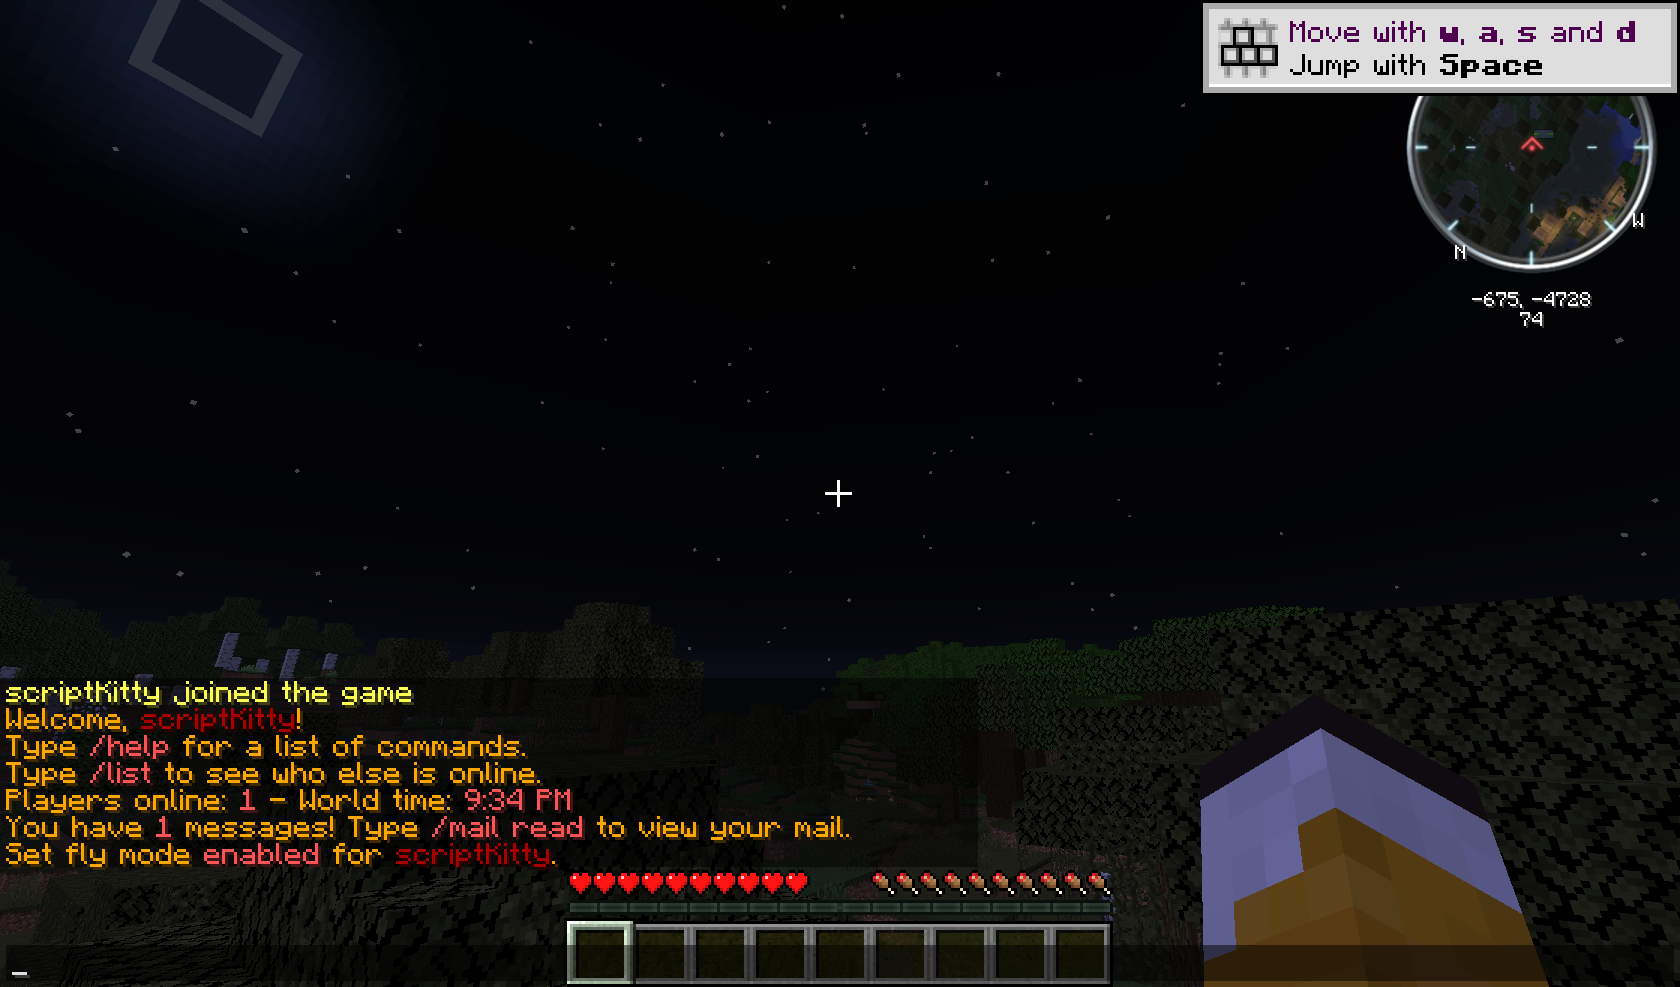 Move with w, a, s and d
Jump with Space
W
N
-675, -4728
74
scriptKitty joined the game
Welcome, scriptKitty!
Type /help for a list of commands.
Type /list to see who else is online.
Players online: 1 - World time: 9:34 PM
You have 1 messages! Type /mail read to view your mail.
Set fly mode enabled for scriptKitty.
_